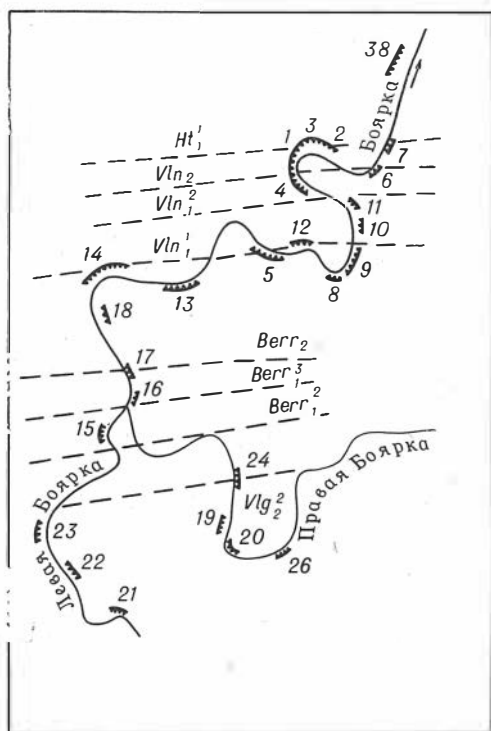 38
Боярка
3
1
2
Ht₁¹
7
Vln₂
6
4
Vln₁²
11
12
10
Vln₁¹
14
5
9
8
13
18
17
Berr₂
16
Berr₁³
Berr₁²
15
Левая Боярка
24
Правая Боярка
Vlg₂²
19
23
20
26
22
21